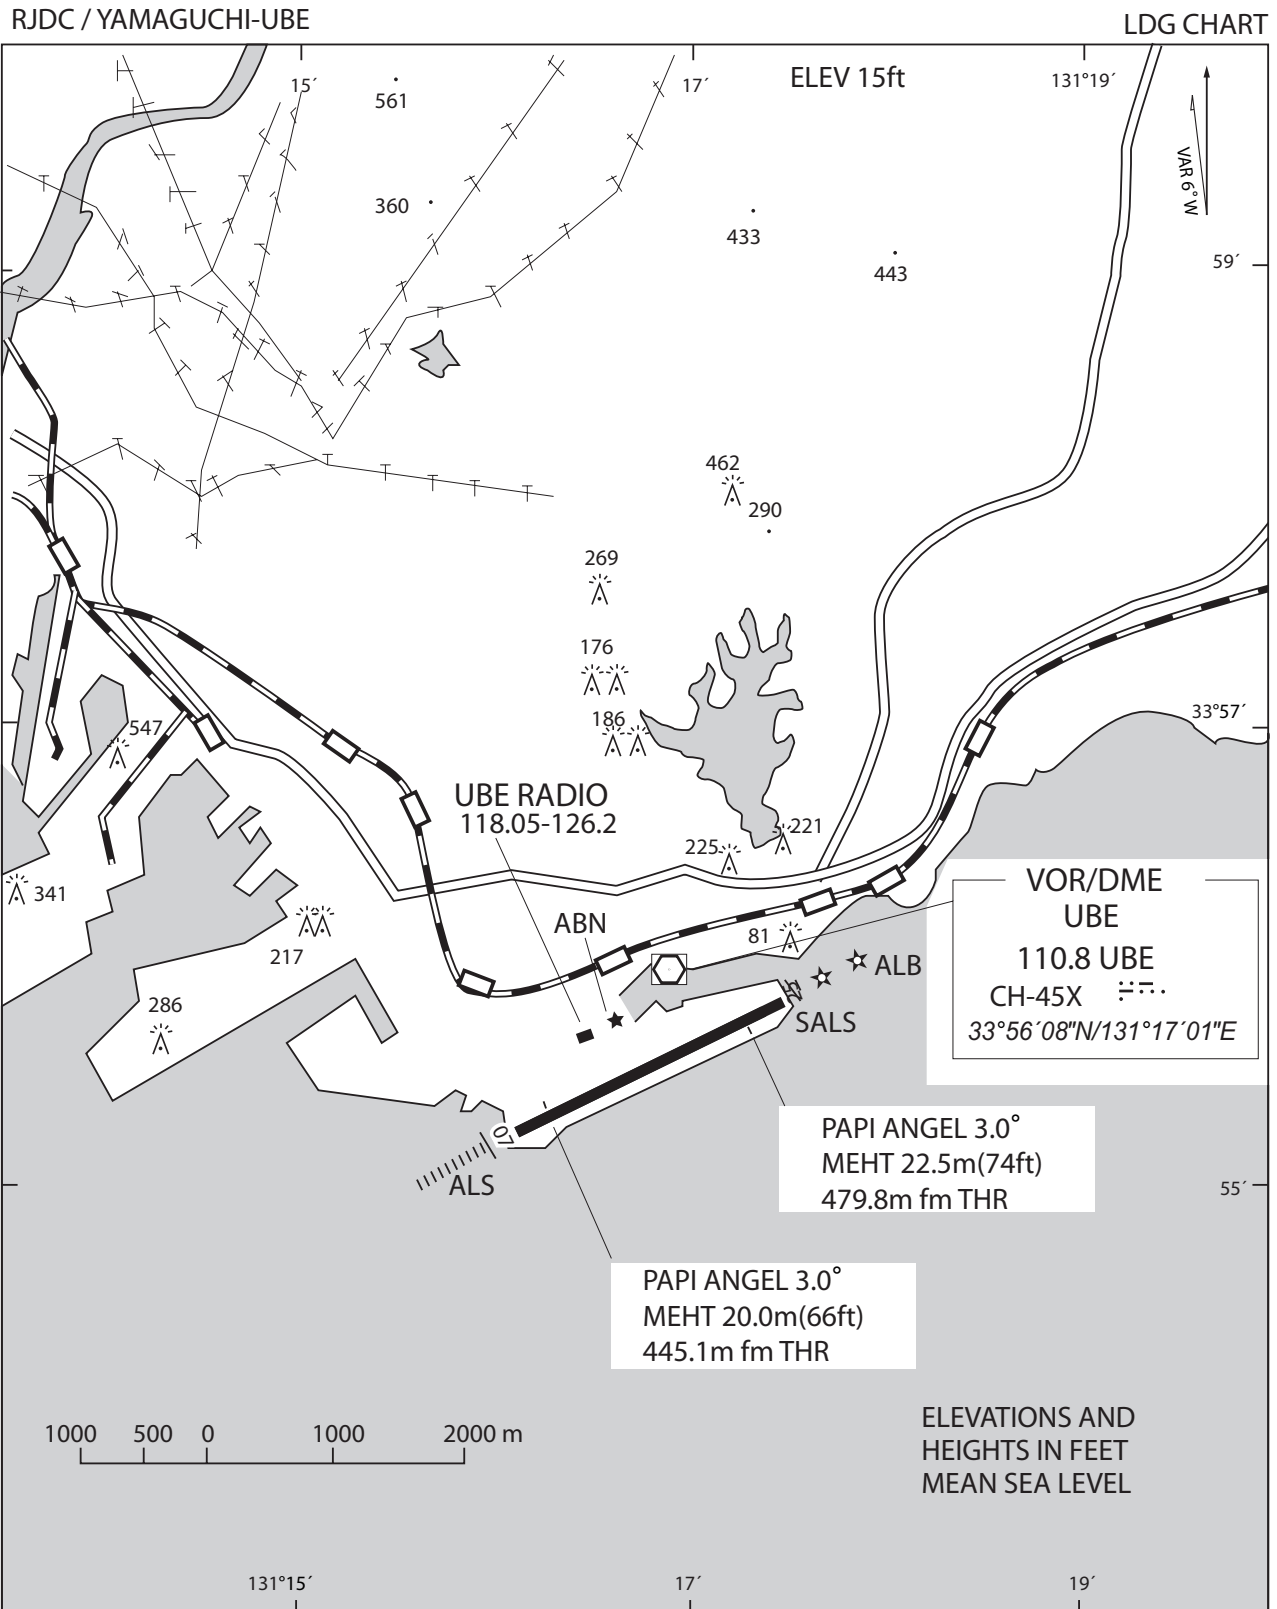 RJDC / YAMAGUCHI-UBE
LDG CHART
15´
17´
ELEV 15ft
131°19´
561
VAR 6°W
360
433
443
59´
462
290
269
176
186
547
33°57´
UBE RADIO
118.05-126.2
225
221
341
ABN
81
217
ALB
VOR/DME
UBE
110.8 UBE
CH-45X
33°56´08"N/131°17´01"E
286
SALS
07
ALS
PAPI ANGEL 3.0°
MEHT 22.5m(74ft)
479.8m fm THR
55´
PAPI ANGEL 3.0°
MEHT 20.0m(66ft)
445.1m fm THR
1000 500 0 1000 2000 m
ELEVATIONS AND
HEIGHTS IN FEET
MEAN SEA LEVEL
131°15´
17´
19´